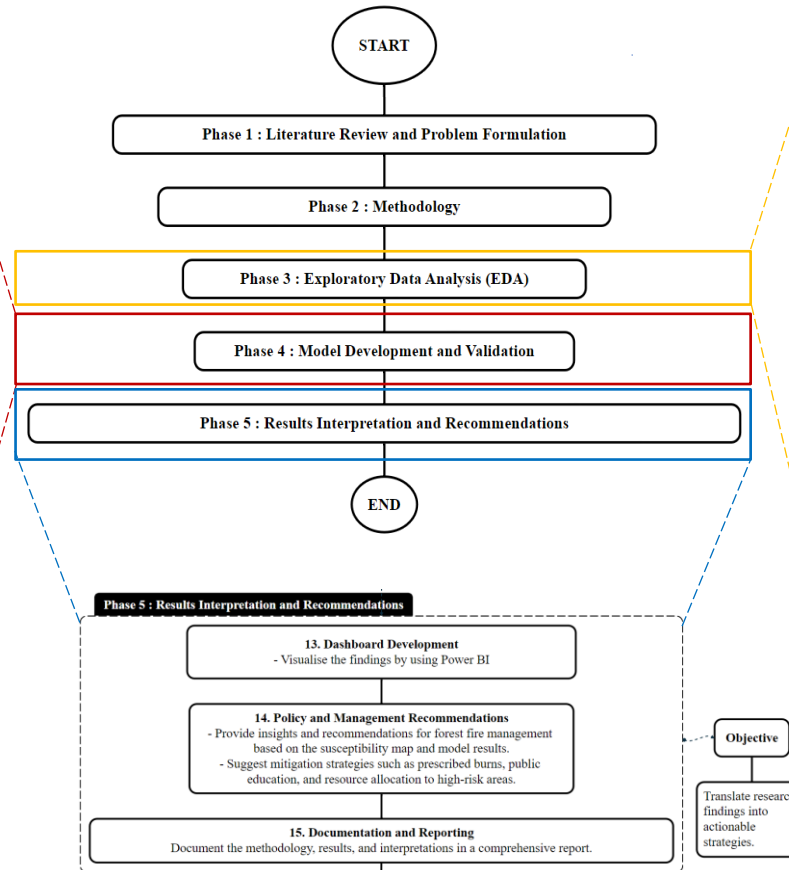 START
Phase 1 : Literature Review and Problem Formulation
Phase 2 : Methodology
Phase 3 : Exploratory Data Analysis (EDA)
Phase 4 : Model Development and Validation
Phase 5 : Results Interpretation and Recommendations
END
Phase 5 : Results Interpretation and Recommendations
13. Dashboard Development
- Visualise the findings by using Power BI
14. Policy and Management Recommendations
- Provide insights and recommendations for forest fire management
based on the susceptibility map and model results.
- Suggest mitigation strategies such as prescribed burns, public
education, and resource allocation to high-risk areas.
15. Documentation and Reporting
Document the methodology, results, and interpretations in a comprehensive report.
Objective
Translate researc
findings into
actionable
strategies.